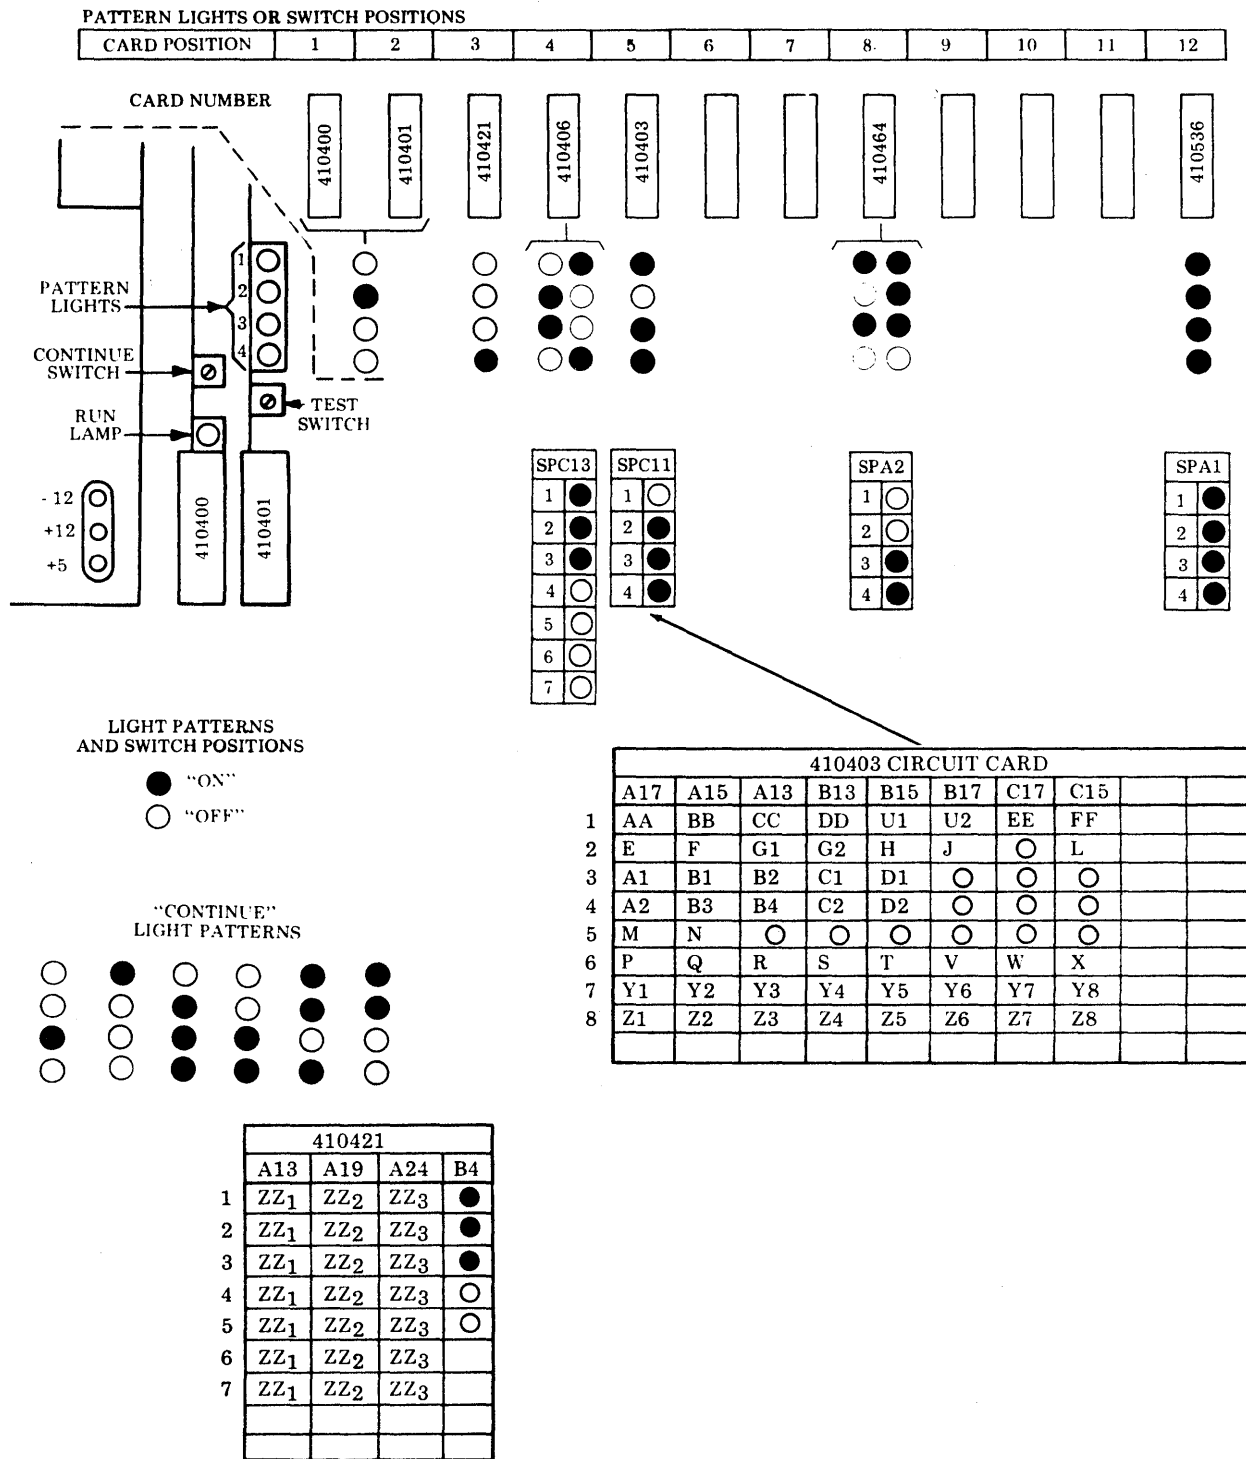 PATTERN LIGHTS OR SWITCH POSITIONS
CARD POSITION 1 2 3 4 5 6 7 8 9 10 11 12
CARD NUMBER
410400 410401 410421 410406 410403 410464 410536
PATTERN LIGHTS
1
2
3
4
CONTINUE SWITCH
TEST SWITCH
RUN LAMP
- 12
+12
+5
410400 410401
SPC13
1
2
3
4
5
6
7
SPC11
1
2
3
4
SPA2
1
2
3
4
SPA1
1
2
3
4
LIGHT PATTERNS
AND SWITCH POSITIONS
"ON"
"OFF"
"CONTINUE"
LIGHT PATTERNS
410403 CIRCUIT CARD
A17 A15 A13 B13 B15 B17 C17 C15
1 AA BB CC DD U1 U2 EE FF
2 E F G1 G2 H J L
3 A1 B1 B2 C1 D1
4 A2 B3 B4 C2 D2
5 M N
6 P Q R S T V W X
7 Y1 Y2 Y3 Y4 Y5 Y6 Y7 Y8
8 Z1 Z2 Z3 Z4 Z5 Z6 Z7 Z8
410421
A13 A19 A24 B4
1 ZZ1 ZZ2 ZZ3
2 ZZ1 ZZ2 ZZ3
3 ZZ1 ZZ2 ZZ3
4 ZZ1 ZZ2 ZZ3
5 ZZ1 ZZ2 ZZ3
6 ZZ1 ZZ2 ZZ3
7 ZZ1 ZZ2 ZZ3